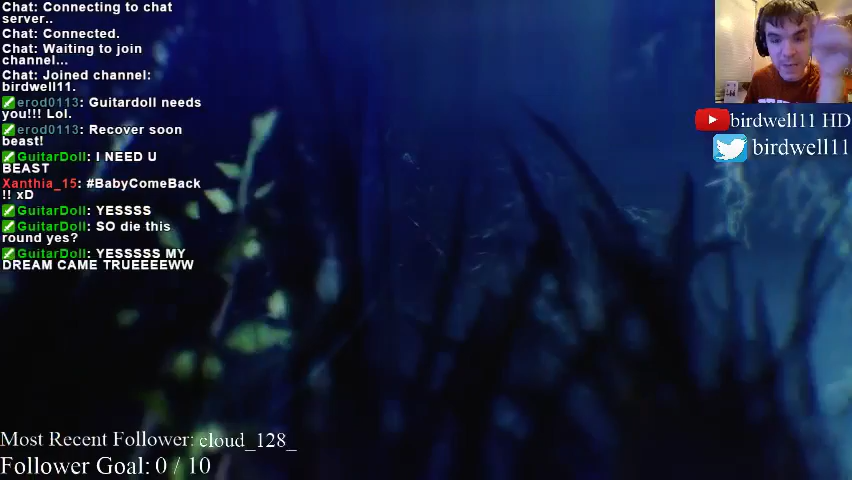 Chat: Connecting to chat
server..
Chat: Connected.
Chat: Waiting to join
channel...
Chat: Joined channel:
birdwell11.
erod0113: Guitardoll needs
you!!! Lol.
erod0113: Recover soon
beast!
GuitarDoll: I NEED U
BEAST
Xanthia_15: #BabyComeBack
!! xD
GuitarDoll: YESSSS
GuitarDoll: SO die this
round yes?
GuitarDoll: YESSSSS MY
DREAM CAME TRUEEEEWW
birdwell11 HD
birdwell11
Most Recent Follower: cloud_128_
Follower Goal: 0 / 10